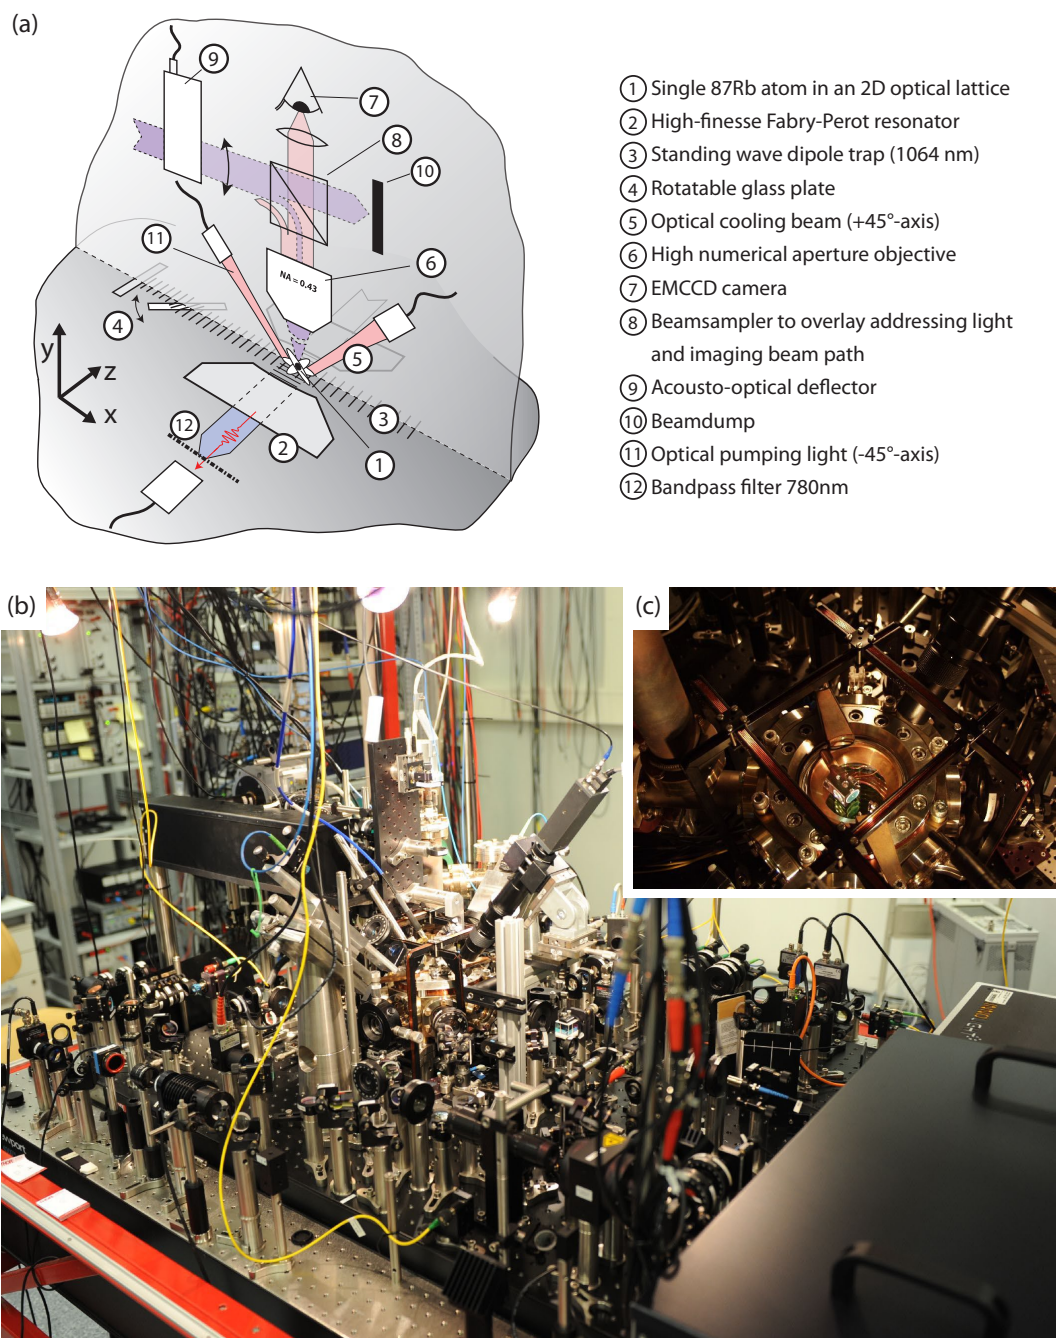 (a)
9
7
8
10
11
6
NA = 0.43
4
5
y
z
x
3
12
2
1
1 Single 87Rb atom in an 2D optical lattice
2 High-finesse Fabry-Perot resonator
3 Standing wave dipole trap (1064 nm)
4 Rotatable glass plate
5 Optical cooling beam (+45°-axis)
6 High numerical aperture objective
7 EMCCD camera
8 Beamsampler to overlay addressing light
and imaging beam path
9 Acousto-optical deflector
10 Beamdump
11 Optical pumping light (-45°-axis)
12 Bandpass filter 780nm
(b)
(c)